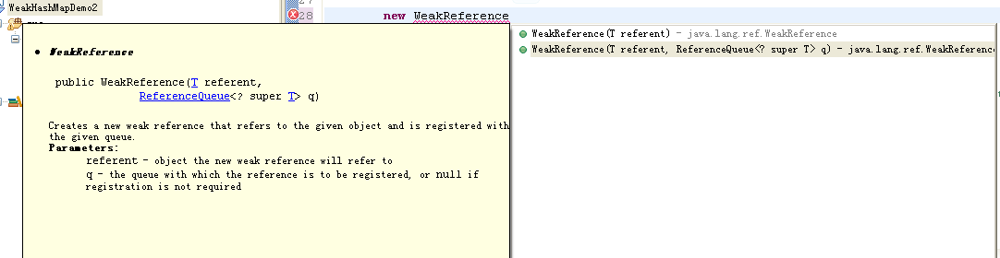 WeakHashMapDemo2
28 new WeakReference
WeakReference
public WeakReference(T referent,
ReferenceQueue<? super T> q)
Creates a new weak reference that refers to the given object and is registered with
the given queue.
Parameters:
referent - object the new weak reference will refer to
q - the queue with which the reference is to be registered, or null if
registration is not required
WeakReference(T referent) - java.lang.ref.WeakReference
WeakReference(T referent, ReferenceQueue<? super T> q) - java.lang.ref.WeakReferenc